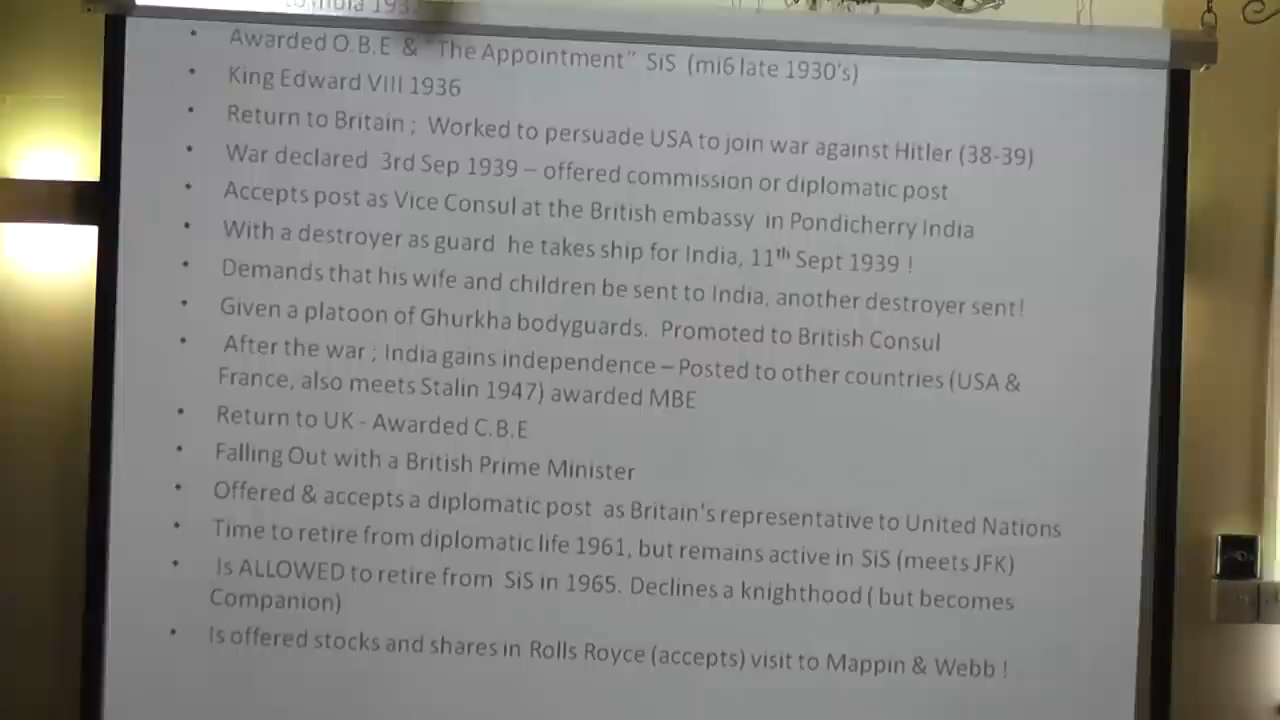 India 193
• Awarded O.B.E & "The Appointment" SiS (mi6 late 1930's)
• King Edward VIII 1936
• Return to Britain ; Worked to persuade USA to join war against Hitler (38-39)
• War declared 3rd Sep 1939 – offered commission or diplomatic post
• Accepts post as Vice Consul at the British embassy in Pondicherry India
• With a destroyer as guard he takes ship for India, 11th Sept 1939 !
• Demands that his wife and children be sent to India, another destroyer sent!
• Given a platoon of Ghurkha bodyguards. Promoted to British Consul
• After the war ; India gains independence – Posted to other countries (USA &
France, also meets Stalin 1947) awarded MBE
• Return to UK - Awarded C.B.E
• Falling Out with a British Prime Minister
• Offered & accepts a diplomatic post as Britain's representative to United Nations
• Time to retire from diplomatic life 1961, but remains active in SiS (meets JFK)
• Is ALLOWED to retire from SiS in 1965. Declines a knighthood ( but becomes
Companion)
• Is offered stocks and shares in Rolls Royce (accepts) visit to Mappin & Webb !